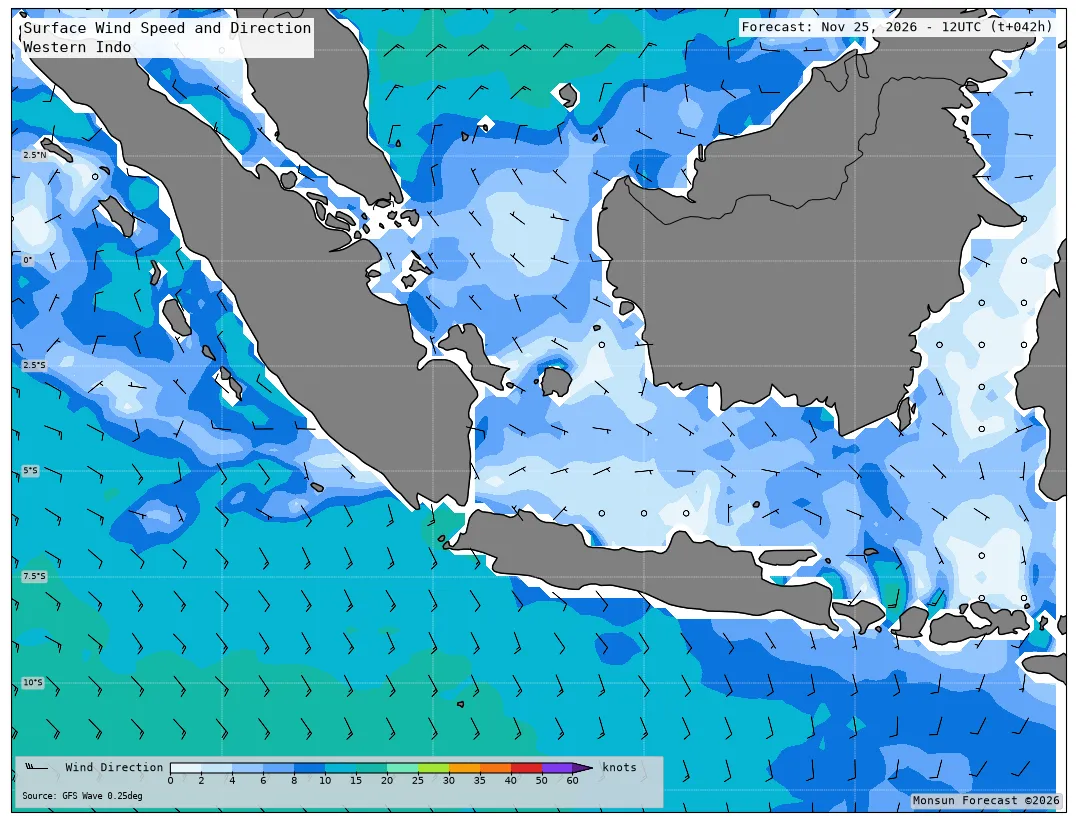 Surface Wind Speed and Direction
Western Indo
Forecast: Nov 25, 2026 - 12UTC (t+042h)
2.5°N
0°
2.5°S
5°S
7.5°S
10°S
Wind Direction
0 2 4 6 8 10 15 20 25 30 35 40 50 60
knots
Source: GFS Wave 0.25deg
Monsun Forecast ©2026